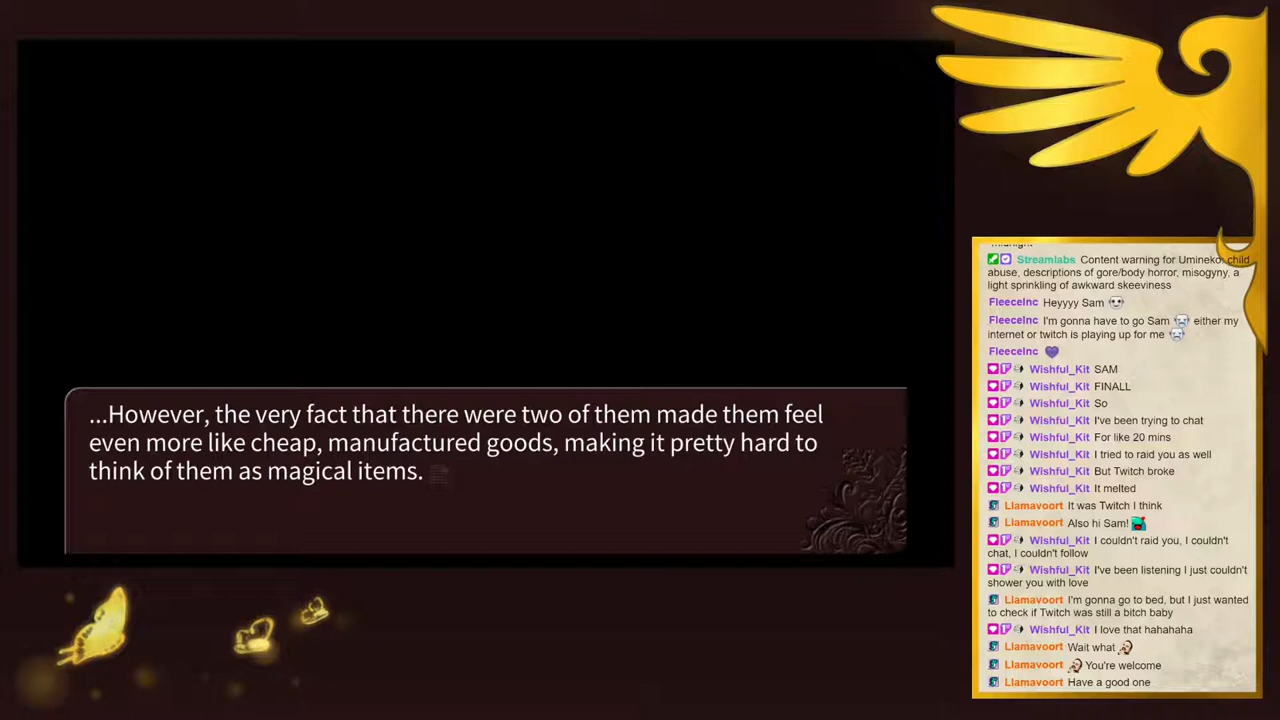 ...However, the very fact that there were two of them made them feel
even more like cheap, manufactured goods, making it pretty hard to
think of them as magical items.
midnight
Streamlabs Content warning for Umineko: child
abuse, descriptions of gore/body horror, misogyny. a
light sprinkling of awkward skeeviness
FleeceInc Heyyyy Sam
FleeceInc I'm gonna have to go Sam either my
internet or twitch is playing up for me
FleeceInc
Wishful_Kit SAM
Wishful_Kit FINALL
Wishful_Kit So
Wishful_Kit I've been trying to chat
Wishful_Kit For like 20 mins
Wishful_Kit I tried to raid you as well
Wishful_Kit But Twitch broke
Wishful_Kit It melted
Llamavoort It was Twitch I think
Llamavoort Also hi Sam!
Wishful_Kit I couldn't raid you, I couldn't
chat, I couldn't follow
Wishful_Kit I've been listening I just couldn't
shower you with love
Llamavoort I'm gonna go to bed, but I just wanted
to check if Twitch was still a bitch baby
Wishful_Kit I love that hahahaha
Llamavoort Wait what
Llamavoort You're welcome
Llamavoort Have a good one